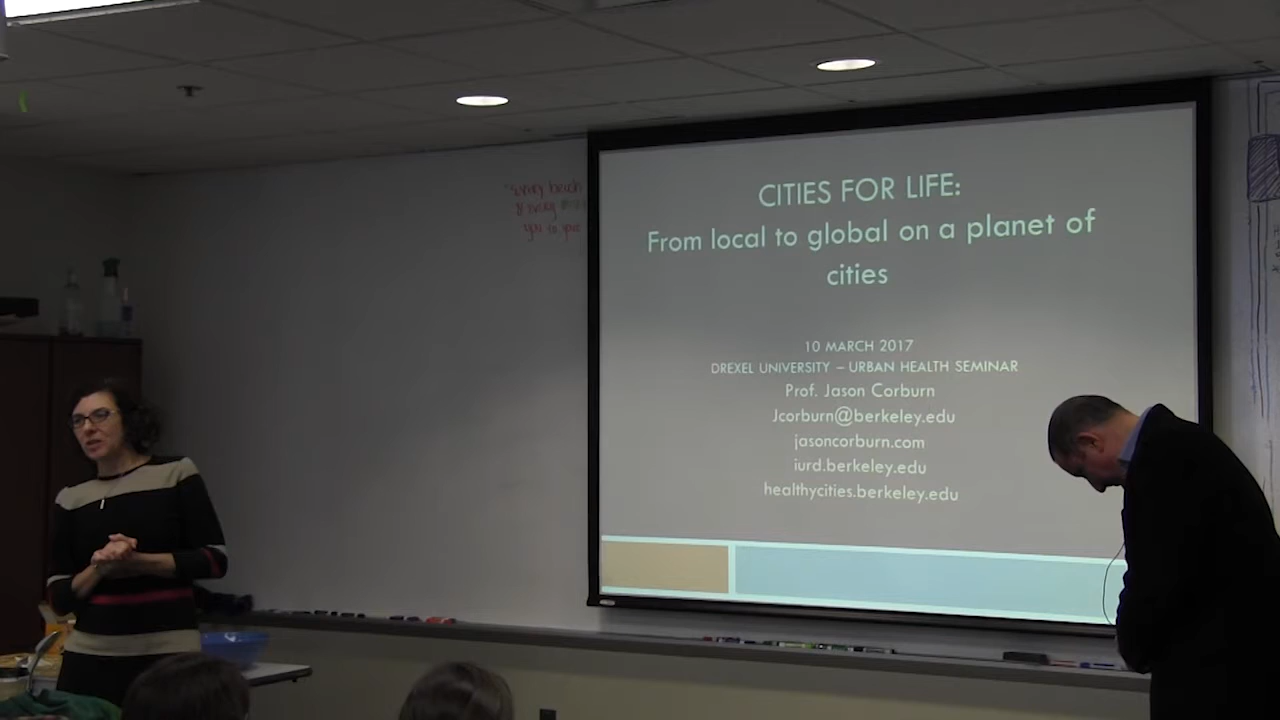 CITIES FOR LIFE:
From local to global on a planet of
cities
10 MARCH 2017
DREXEL UNIVERSITY – URBAN HEALTH SEMINAR
Prof. Jason Corburn
Jcorburn@berkeley.edu
jasoncorburn.com
iurd.berkeley.edu
healthycities.berkeley.edu